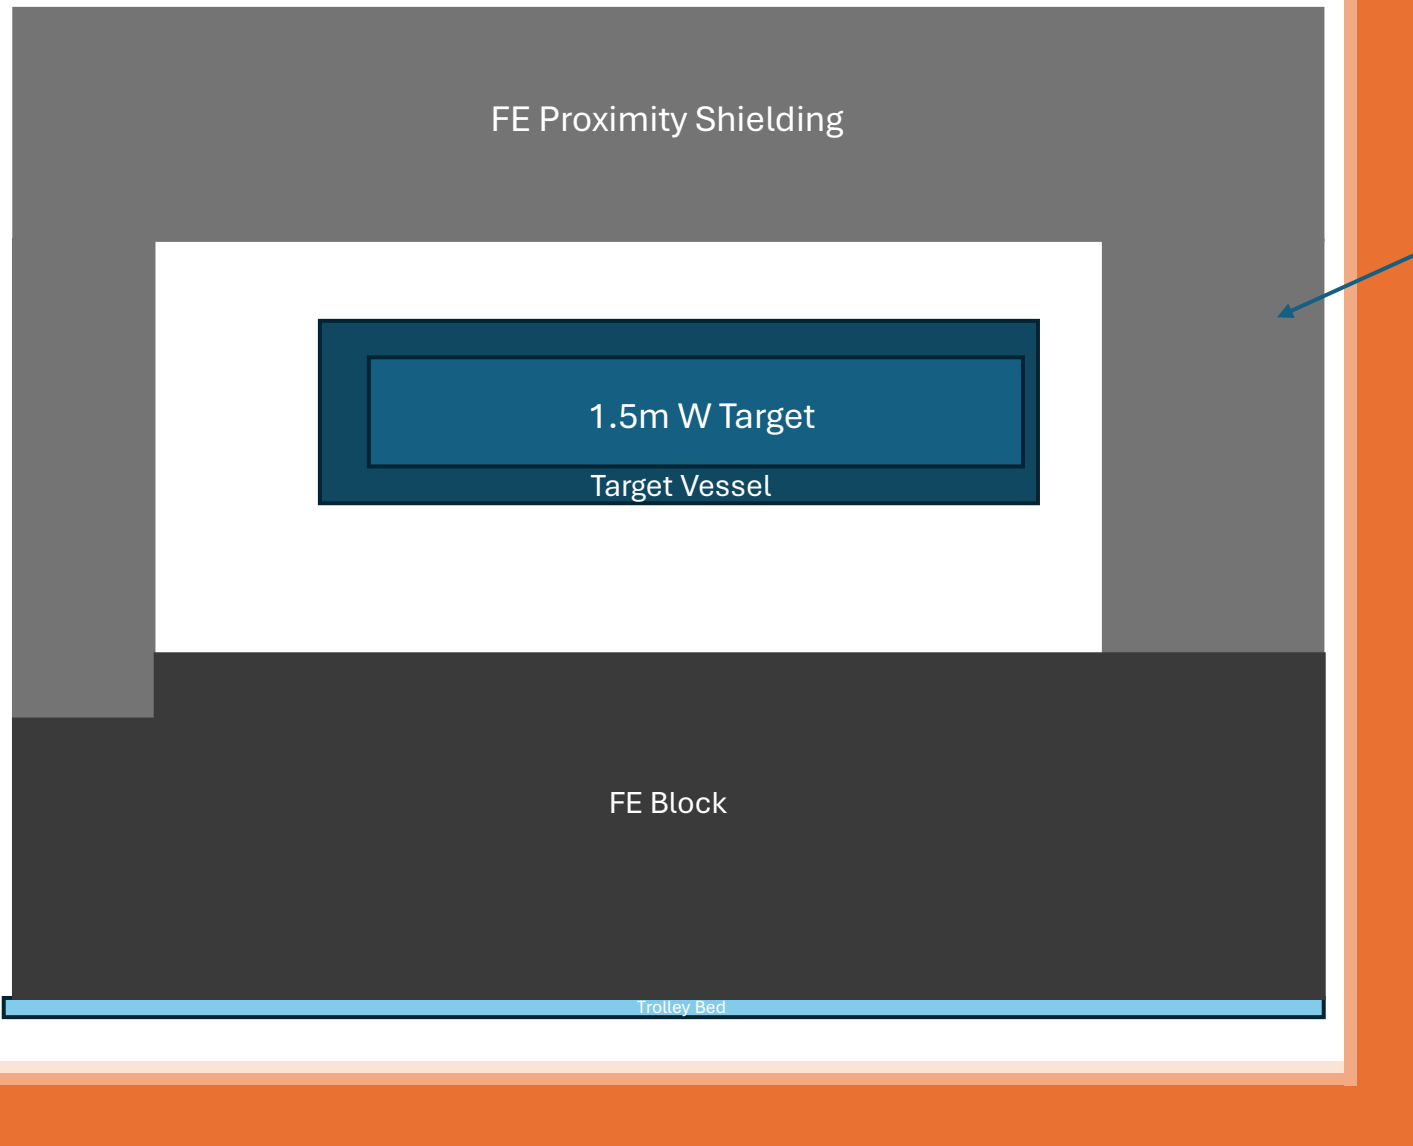 FE Proximity Shielding
1.5m W Target
Target Vessel
FE Block
Trolley Bed